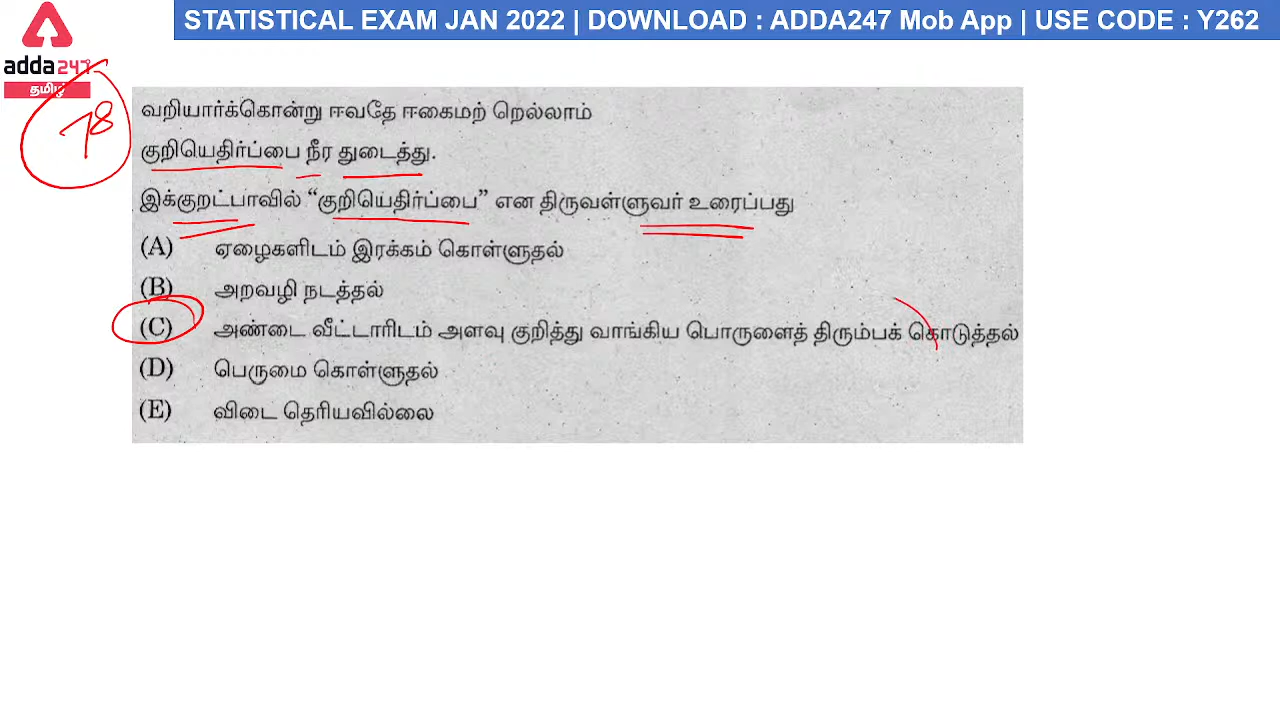 STATISTICAL EXAM JAN 2022 | DOWNLOAD : ADDA247 Mob App | USE CODE : Y262
adda247
தமிழ்
78
வறியார்க்கொன்று ஈவதே ஈகைமற் றெல்லாம்
குறியெதிர்ப்பை நீர துடைத்து.
இக்குறட்பாவில் “குறியெதிர்ப்பை” என திருவள்ளுவர் உரைப்பது
(A) ஏழைகளிடம் இரக்கம் கொள்ளுதல்
(B) அறவழி நடத்தல்
(C) அண்டை வீட்டாரிடம் அளவு குறித்து வாங்கிய பொருளைத் திரும்பக் கொடுத்தல்
(D) பெருமை கொள்ளுதல்
(E) விடை தெரியவில்லை